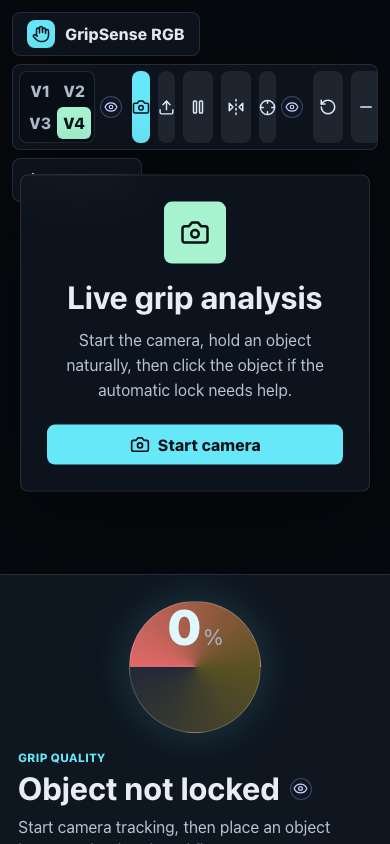 GripSense RGB
V1 V2
V3 V4
Live grip analysis
Start the camera, hold an object
naturally, then click the object if the
automatic lock needs help.
Start camera
0%
GRIP QUALITY
Object not locked
Start camera tracking, then place an object